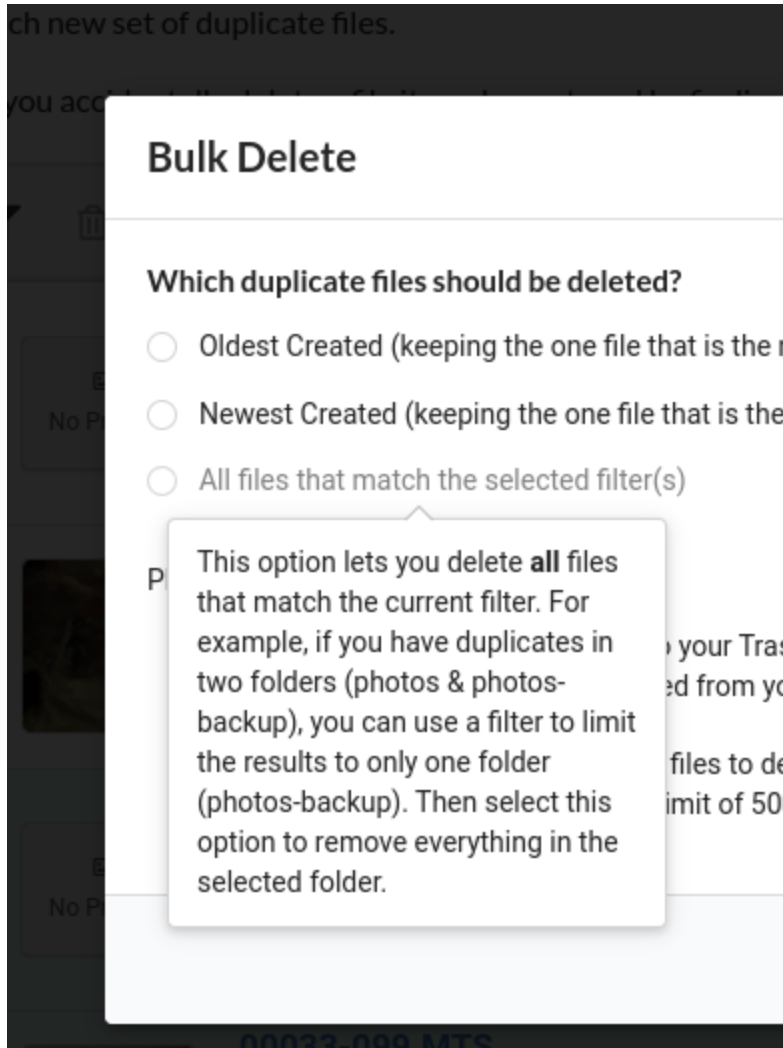 ch new set of duplicate files.
you
Bulk Delete
Which duplicate files should be deleted?
Oldest Created (keeping the one file that is the
Newest Created (keeping the one file that is the
All files that match the selected filter(s)
This option lets you delete all files
that match the current filter. For
example, if you have duplicates in
two folders (photos & photos-
backup), you can use a filter to limit
the results to only one folder
(photos-backup). Then select this
option to remove everything in the
selected folder.
your Tras
ed from yo
files to de
imit of 50
No P
No P
00033-099.MTS